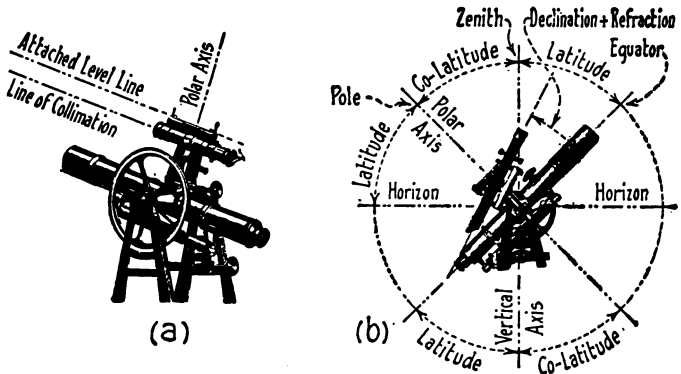 Attached Level Line
Line of Collimation
Polar Axis
(a)
Zenith
Declination + Refraction
Co-Latitude
Latitude
Equator
Pole
Polar
Axis
Latitude
Horizon
Horizon
(b)
Latitude
Vertical
Axis
Co-Latitude